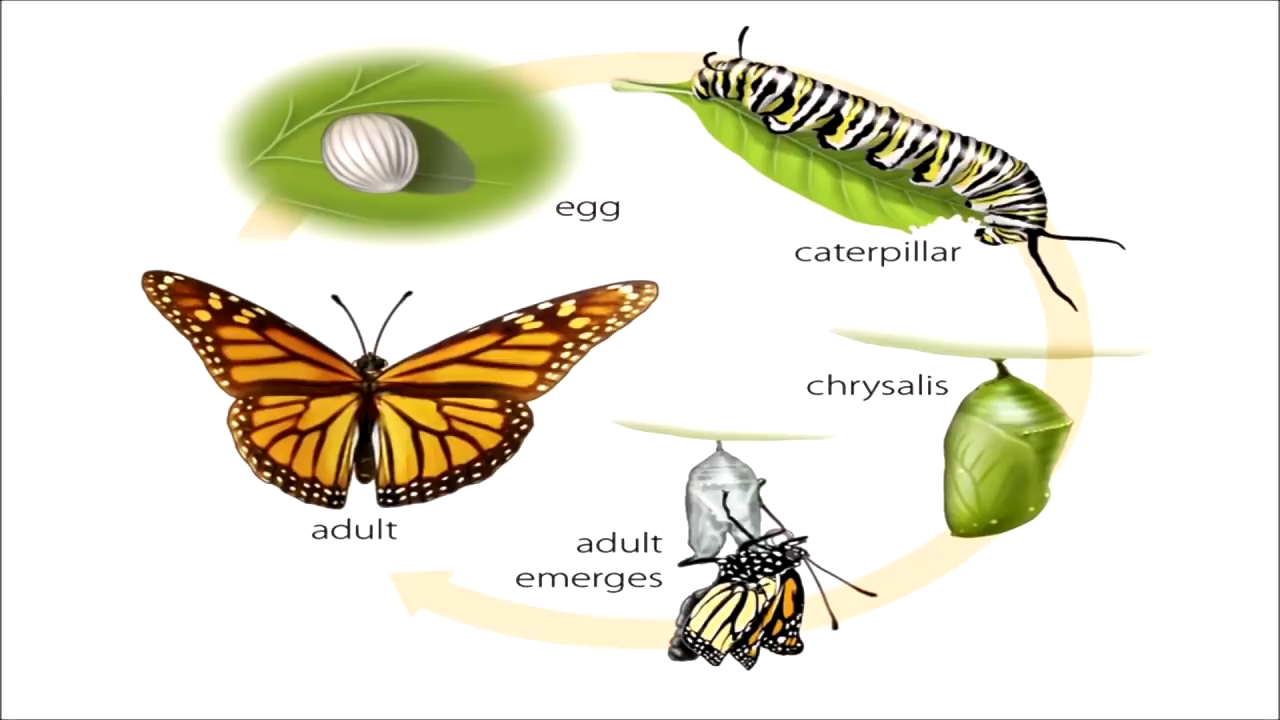 egg
caterpillar
chrysalis
adult
emerges
adult